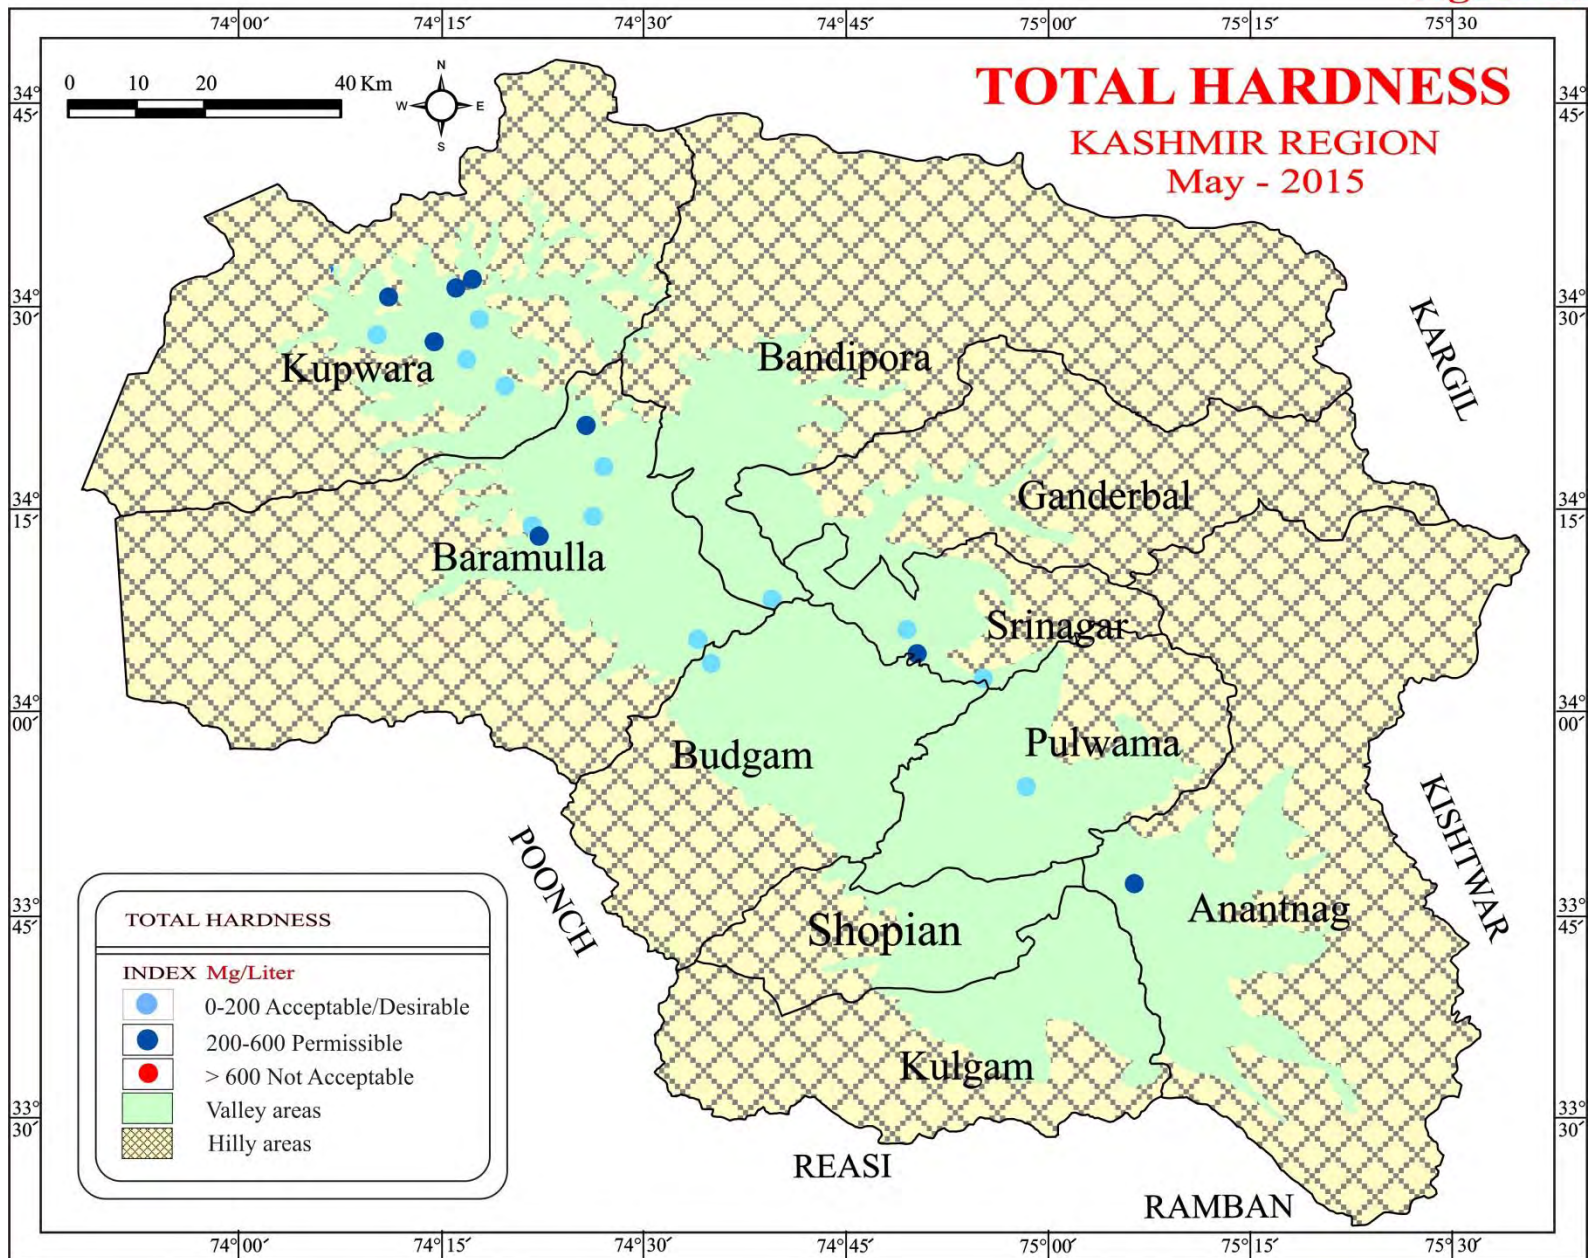 74°00′ 74°15′ 74°30′ 74°45′ 75°00′ 75°15′ 75°30′
0 10 20 40 Km
N
W E
S
TOTAL HARDNESS
KASHMIR REGION
May - 2015
34°
45′
34°
45′
34°
30′
34°
30′
KARGIL
Bandipora
Kupwara
Ganderbal
34°
15′
34°
15′
Baramulla
Srinagar
34°
00′
34°
00′
Pulwama
Budgam
POONCH
KISHTWAR
Anantnag
Shopian
33°
45′
33°
45′
Kulgam
33°
30′
33°
30′
REASI
RAMBAN
TOTAL HARDNESS
INDEX Mg/Liter
0-200 Acceptable/Desirable
200-600 Permissible
> 600 Not Acceptable
Valley areas
Hilly areas
74°00′ 74°15′ 74°30′ 74°45′ 75°00′ 75°15′ 75°30′